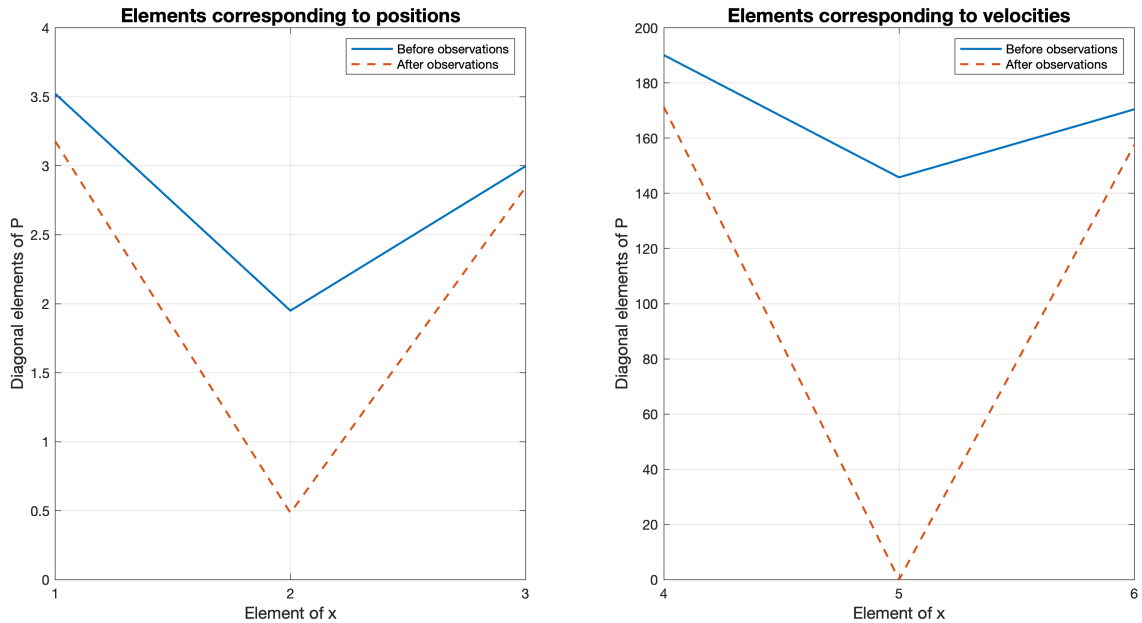 Elements corresponding to positions
4
3.5
3
2.5
2
1.5
1
0.5
0
Diagonal elements of P
Before observations
After observations
1 2 3
Element of x
Elements corresponding to velocities
200
180
160
140
120
100
80
60
40
20
0
Diagonal elements of P
Before observations
After observations
4 5 6
Element of x